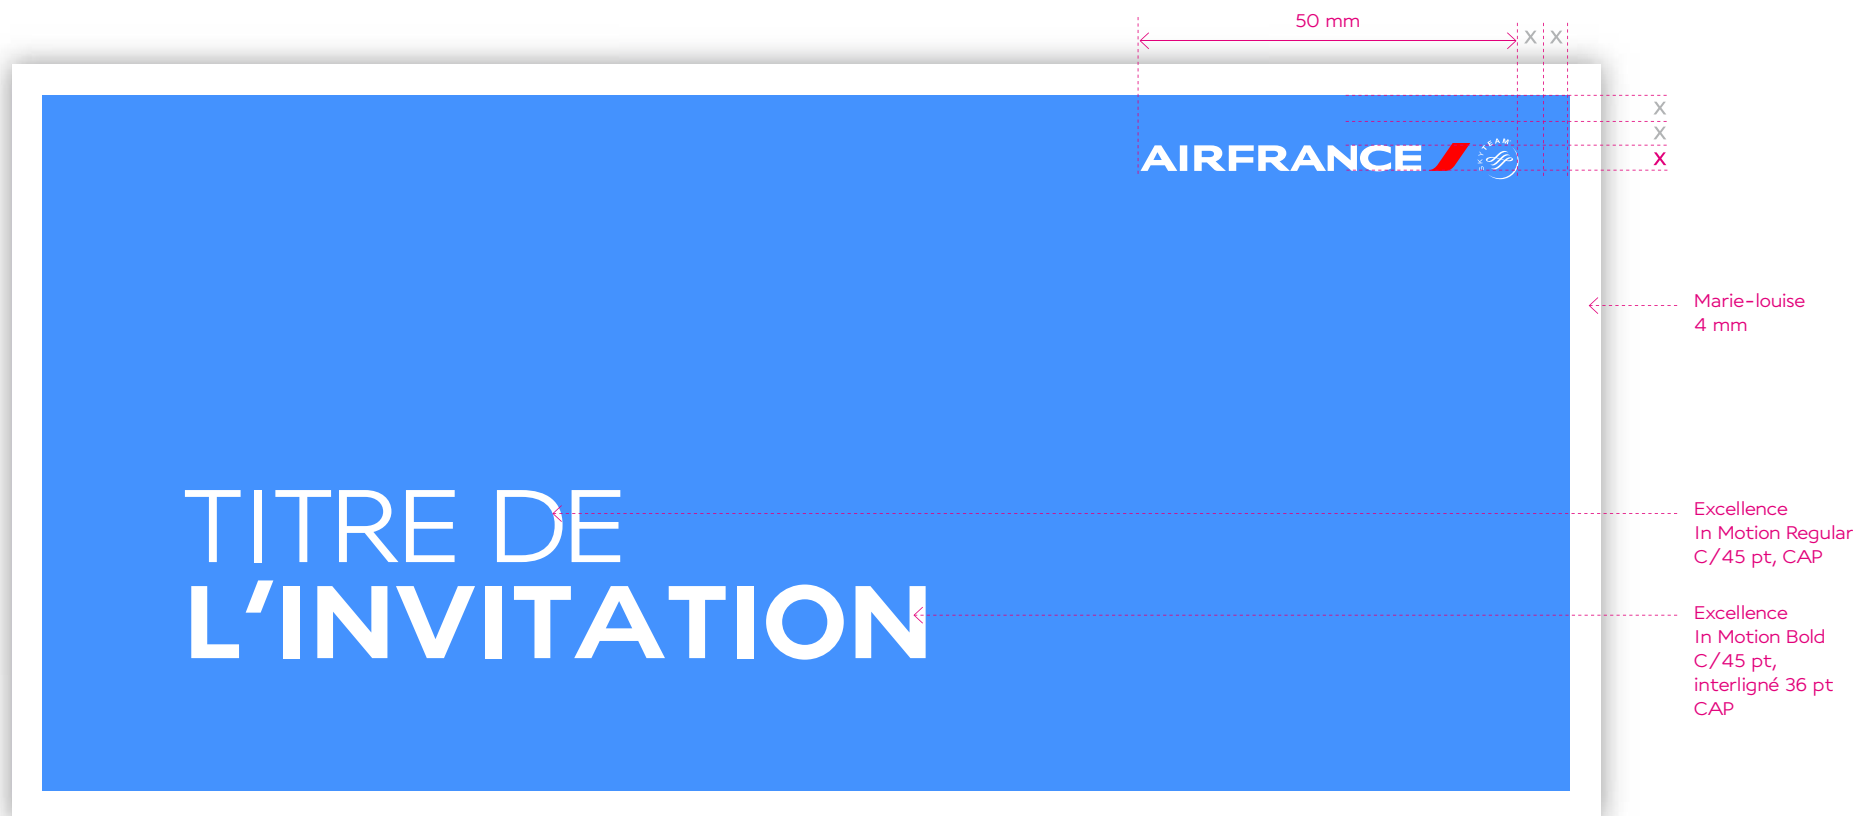 50 mm
X X
X
X
X
AIRFRANCE
SKYTEAM
Marie-louise
4 mm
TITRE DE
L’INVITATION
Excellence
In Motion Regular
C/45 pt, CAP
Excellence
In Motion Bold
C/45 pt,
interligné 36 pt
CAP